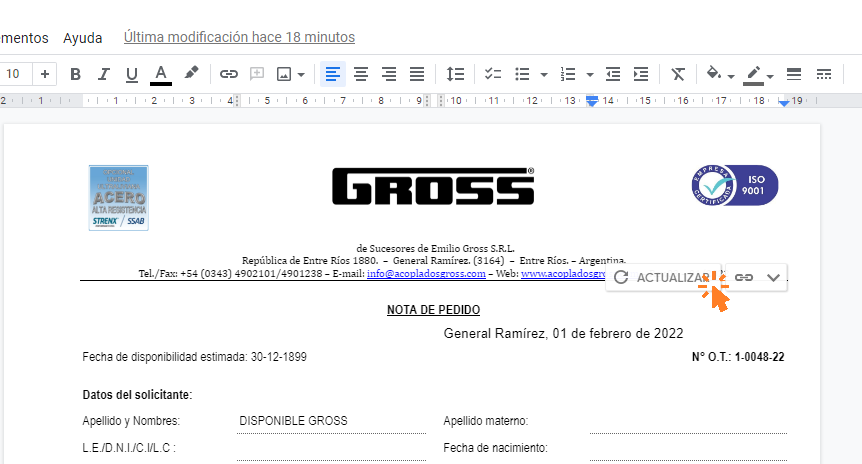 mentos Ayuda Última modificación hace 18 minutos
10 + B I U A
2 1 1 2 3 4 5 6 7 8 9 10 11 12 13 14 15 16 17 18 19
ACERO
ALTA RESISTENCIA
STRENX / SSAB
GROSS®
EMPRESA CERTIFICADA
ISO
9001
de Sucesores de Emilio Gross S.R.L.
República de Entre Ríos 1880. – General Ramírez. (3164) – Entre Ríos. – Argentina.
Tel./Fax: +54 (0343) 4902101/4901238 – E-mail: info@acopladosgross.com – Web: www.acopladosgro
ACTUALIZAR
NOTA DE PEDIDO
General Ramírez, 01 de febrero de 2022
Fecha de disponibilidad estimada: 30-12-1899 N° O.T.: 1-0048-22
Datos del solicitante:
Apellido y Nombres: DISPONIBLE GROSS Apellido materno:
L.E./D.N.I./C.I/L.C : Fecha de nacimiento: